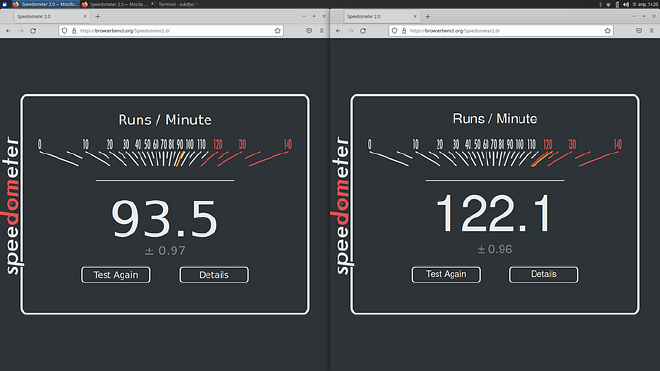 Speedometer 2.0 — Mozill...
Speedometer 2.0 — Mozilla ...
Terminal - vuk@pc: ~
01 апр, 14:20
Speedometer 2.0
https://browserbench.org/Speedometer2.0/
speedometer
Runs / Minute
0 10 20 30 40 50 60 70 80 90 100 110 120 130 140
93.5
± 0.97
Test Again
Details
Speedometer 2.0
https://browserbench.org/Speedometer2.0/
speedometer
Runs / Minute
0 10 20 30 40 50 60 70 80 90 100 110 120 130 140
122.1
± 0.96
Test Again
Details